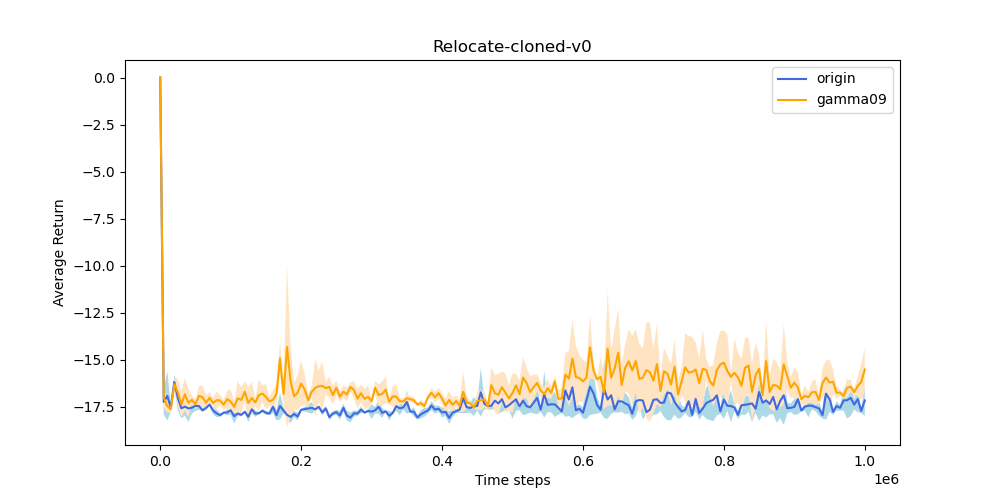 Relocate-cloned-v0
origin
gamma09
Average Return
0.0
−2.5
−5.0
−7.5
−10.0
−12.5
−15.0
−17.5
0.0 0.2 0.4 0.6 0.8 1.0
1e6
Time steps